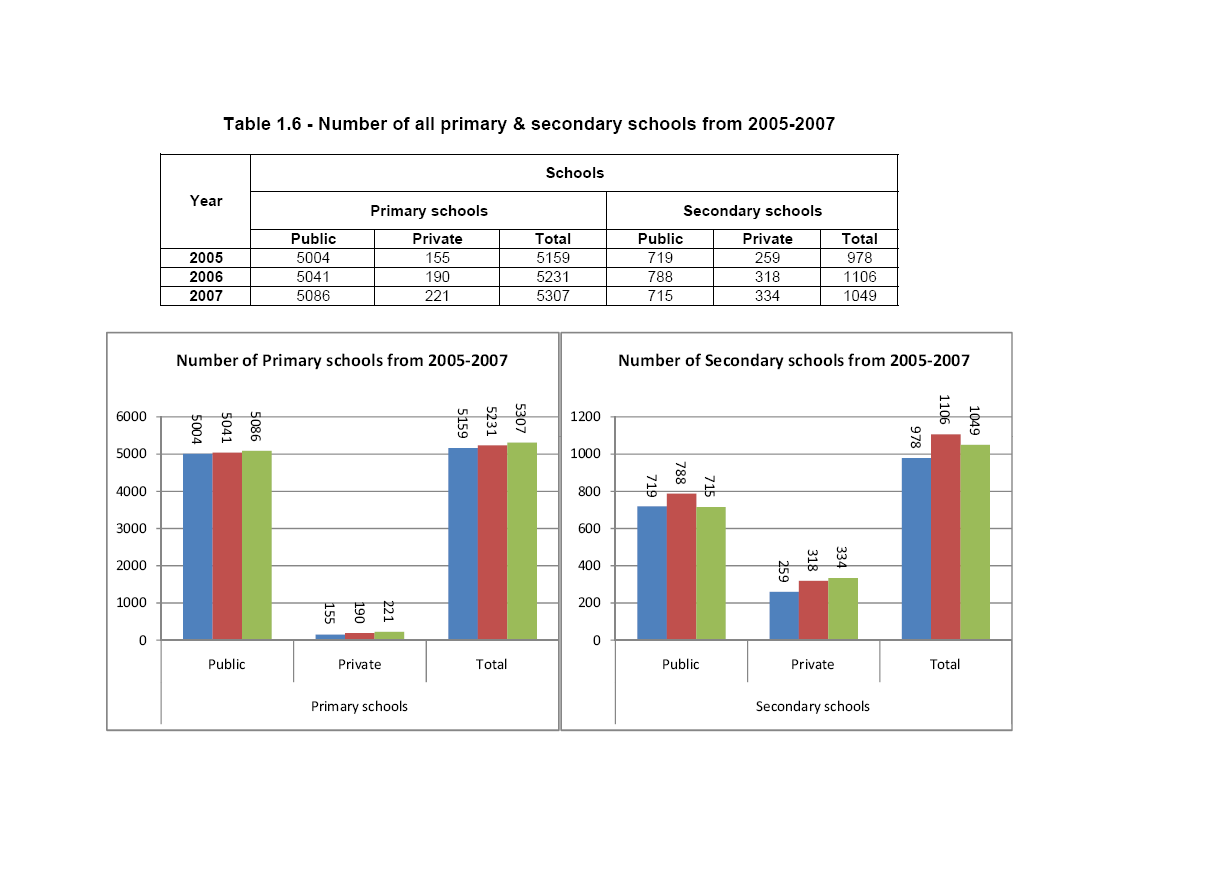 Table 1.6 - Number of all primary & secondary schools from 2005-2007
Year Schools
Primary schools Secondary schools
Public Private Total Public Private Total
2005 5004 155 5159 719 259 978
2006 5041 190 5231 788 318 1106
2007 5086 221 5307 715 334 1049
Number of Primary schools from 2005-2007
6000
5000
4000
3000
2000
1000
0
5004 5041 5086 155 190 221 5159 5231 5307
Public Private Total
Primary schools
Number of Secondary schools from 2005-2007
1200
1000
800
600
400
200
0
719 788 715 259 318 334 978 1106 1049
Public Private Total
Secondary schools